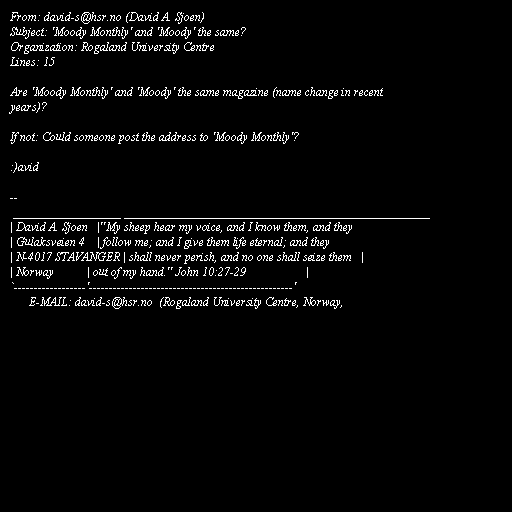 From: david-s@hsr.no (David A. Sjoen)
Subject: 'Moody Monthly' and 'Moody' the same?
Organization: Rogaland University Centre
Lines: 15

Are 'Moody Monthly' and 'Moody' the same magazine (name change in recent
years)?

If not: Could someone post the address to 'Moody Monthly'?

:)avid

--
__________________ ___________________________________________________
| David A. Sjoen |"My sheep hear my voice, and I know them, and they
| Gulaksveien 4 | follow me; and I give them life eternal; and they
| N-4017 STAVANGER | shall never perish, and no one shall seize them |
| Norway | out of my hand." John 10:27-29 |
`------------------'---------------------------------------------------'
E-MAIL: david-s@hsr.no (Rogaland University Centre, Norway,